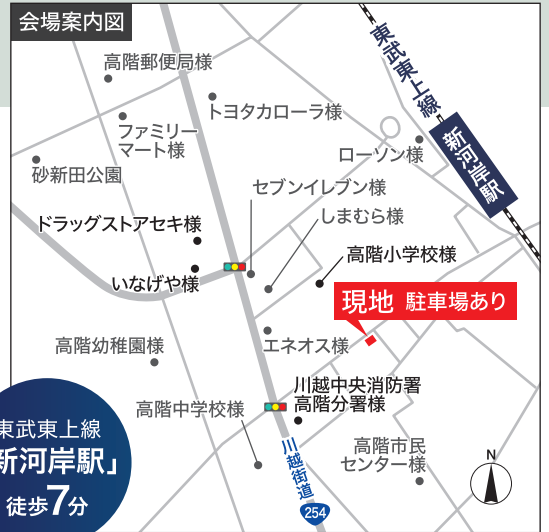 会場案内図
高階郵便局様
トヨタカローラ様
ファミリー
マート様
砂新田公園
東武東上線
新河岸駅
ローソン様
セブンイレブン様
しまむら様
ドラッグストアセキ様
高階小学校様
いなげや様
現地 駐車場あり
高階幼稚園様
エネオス様
川越中央消防署
高階分署様
高階中学校様
高階市民
センター様
川越街道
254
N
東武東上線
新河岸駅」
徒歩7分